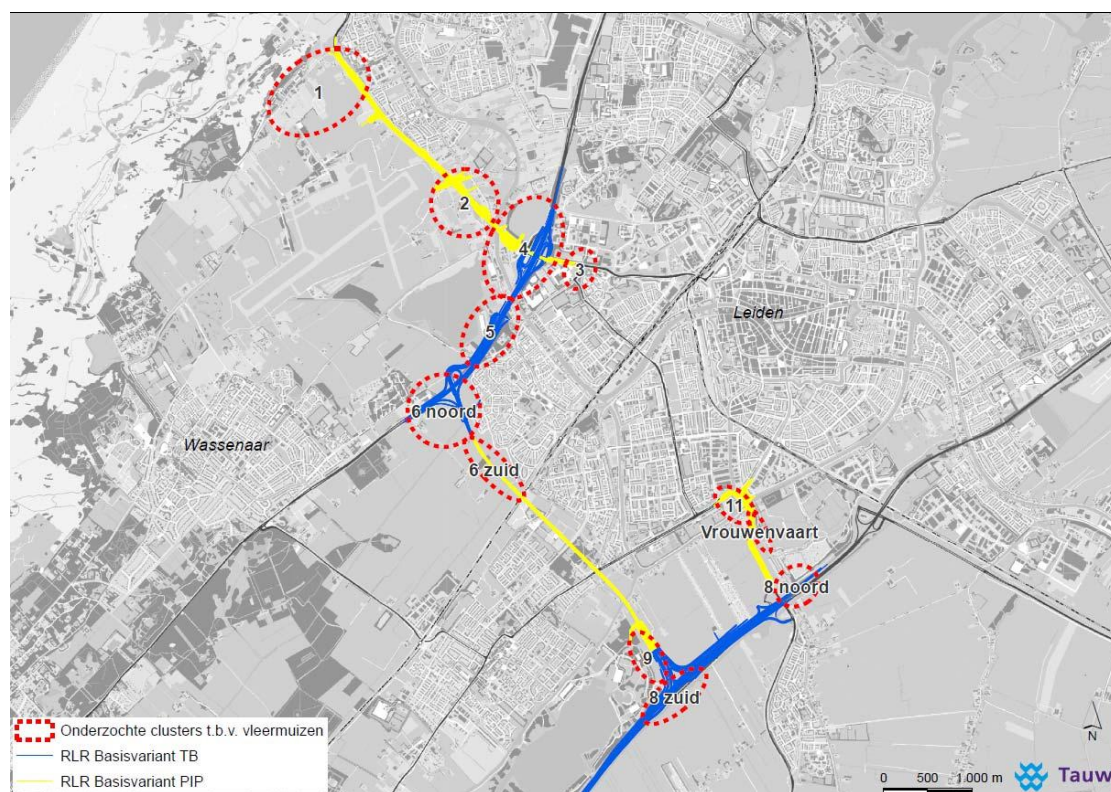 1
2
4
3
Leiden
5
6 noord
Wassenaar
6 zuid
11
Vrouwenvaart
8 noord
9
8 zuid
Onderzochte clusters t.b.v. vleermuizen
RLR Basisvariant TB
RLR Basisvariant PIP
N
0 500 1.000 m
Tauw